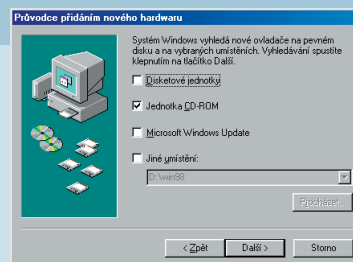 Průvodce přidáním nového hardwaru
Systém Windows vyhledá nové ovladače na pevném
disku a na vybraných umístěních. Vyhledávání spustíte
klepnutím na tlačítko Další.
Disketové jednotky
Jednotka CD-ROM
Microsoft Windows Update
Jiné umístění:
D:\win98
Procházet...
< Zpět
Další >
Storno